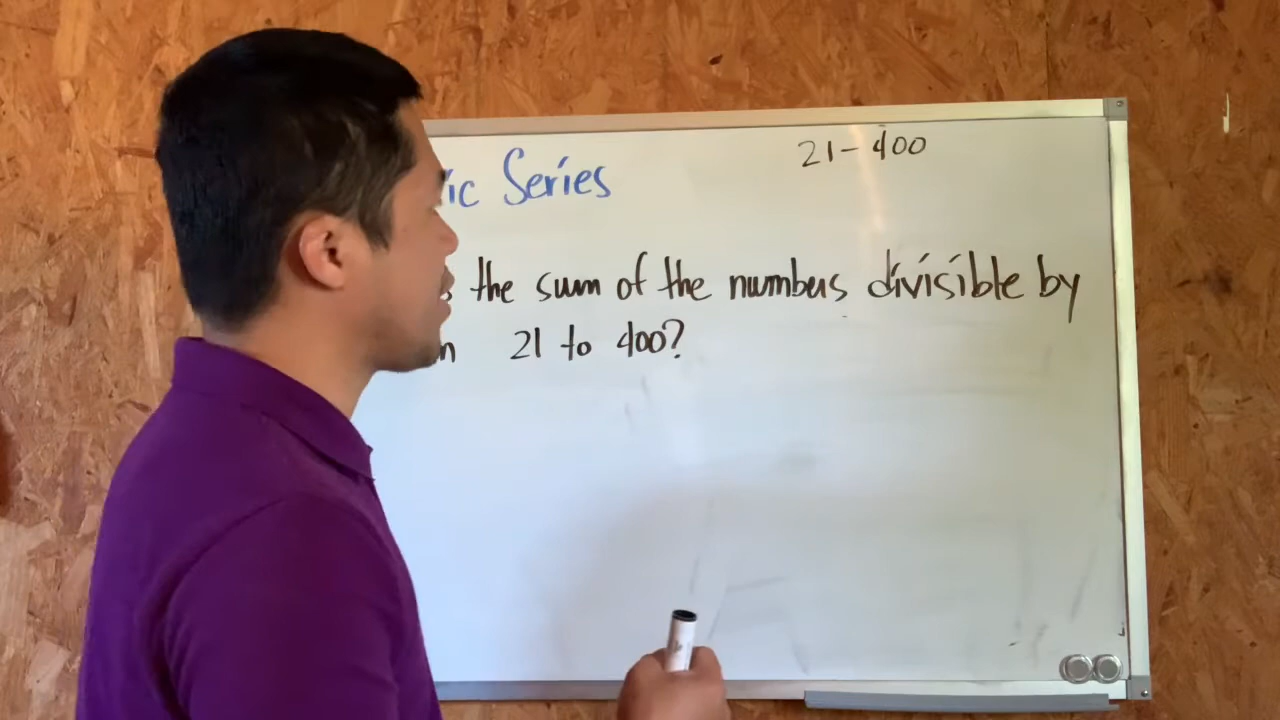 21-400
ic Series
the sum of the numbers divisible by
21 to 400?